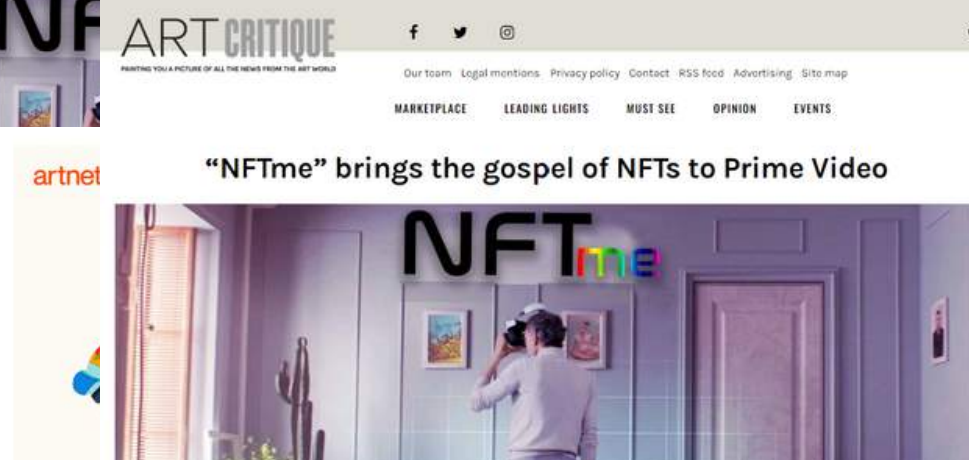 NF
artnet
ART CRITIQUE
PAINTING YOU A PICTURE OF ALL THE NEWS FROM THE ART WORLD
Our team Legal mentions Privacy policy Contact RSS feed Advertising Site map
MARKETPLACE LEADING LIGHTS MUST SEE OPINION EVENTS
“NFTme” brings the gospel of NFTs to Prime Video
NFTme